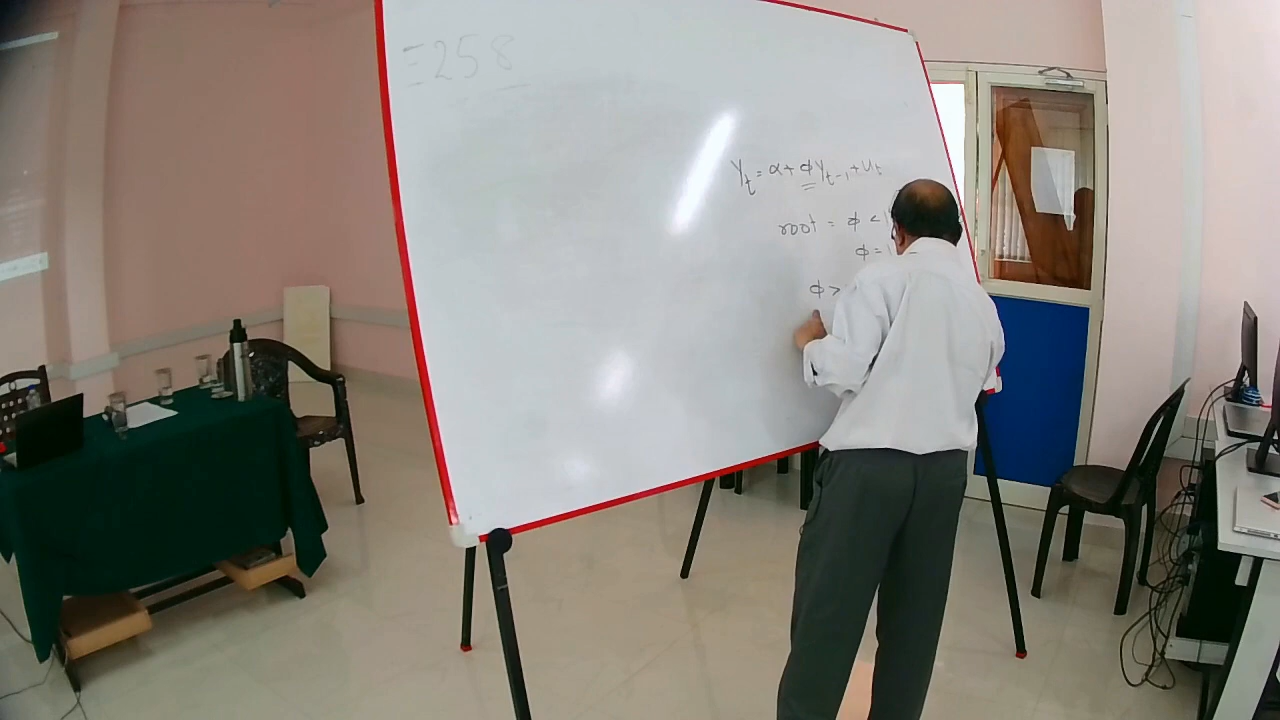 =258
Yt = α + ϕYt-1 + Ut
root = ϕ <
ϕ =
ϕ >